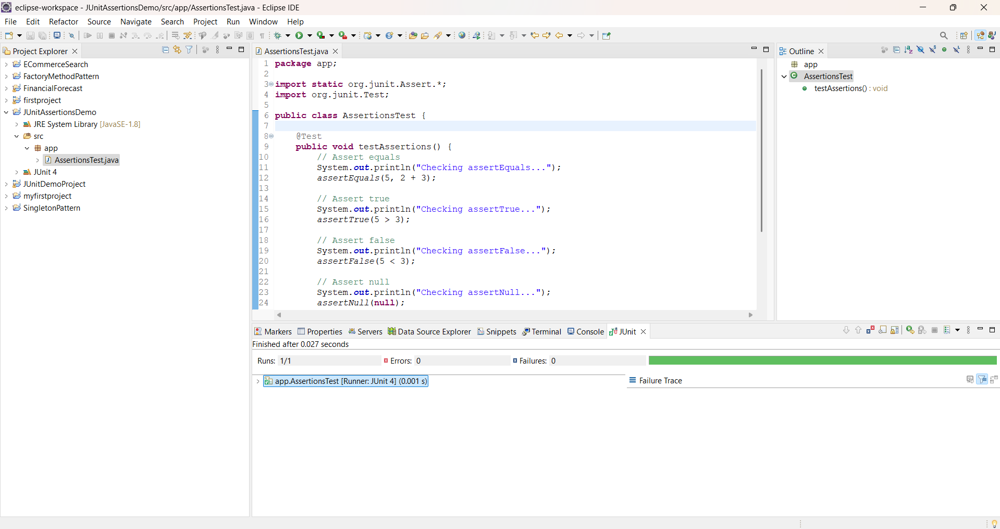 eclipse-workspace - JUnitAssertionsDemo/src/app/AssertionsTest.java - Eclipse IDE
File Edit Refactor Source Navigate Search Project Run Window Help
Project Explorer
ECommerceSearch
FactoryMethodPattern
FinancialForecast
firstproject
JUnitAssertionsDemo
JRE System Library [JavaSE-1.8]
src
app
AssertionsTest.java
JUnit 4
JUnitDemoProject
myfirstproject
SingletonPattern
AssertionsTest.java
1 package app;
2
3 import static org.junit.Assert.*;
4 import org.junit.Test;
5
6 public class AssertionsTest {
7
8 @Test
9 public void testAssertions() {
10 // Assert equals
11 System.out.println("Checking assertEquals...");
12 assertEquals(5, 2 + 3);
13
14 // Assert true
15 System.out.println("Checking assertTrue...");
16 assertTrue(5 > 3);
17
18 // Assert false
19 System.out.println("Checking assertFalse...");
20 assertFalse(5 < 3);
21
22 // Assert null
23 System.out.println("Checking assertNull...");
24 assertNull(null);
Outline
app
AssertionsTest
testAssertions() : void
Markers Properties Servers Data Source Explorer Snippets Terminal Console JUnit
Finished after 0.027 seconds
Runs: 1/1 Errors: 0 Failures: 0
app.AssertionsTest [Runner: JUnit 4] (0.001 s)
Failure Trace